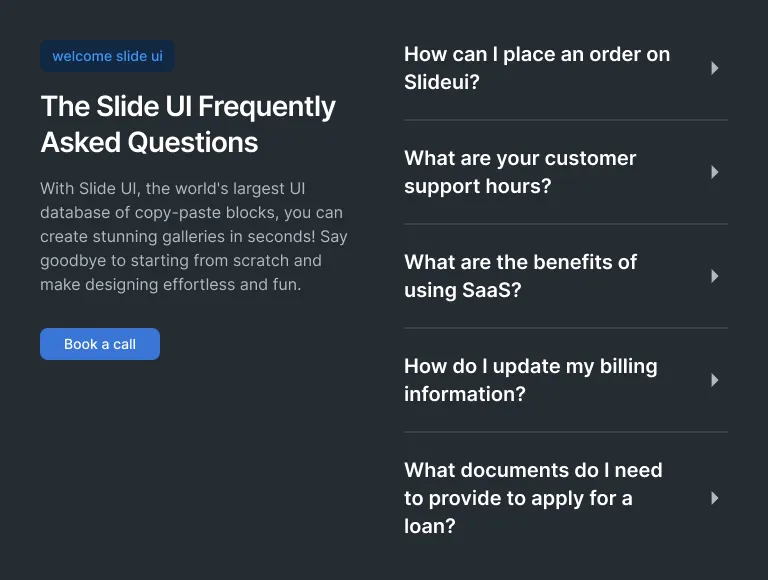 welcome slide ui
The Slide UI Frequently
Asked Questions
With Slide UI, the world's largest UI
database of copy-paste blocks, you can
create stunning galleries in seconds! Say
goodbye to starting from scratch and
make designing effortless and fun.
Book a call
How can I place an order on
Slideui?
What are your customer
support hours?
What are the benefits of
using SaaS?
How do I update my billing
information?
What documents do I need
to provide to apply for a
loan?